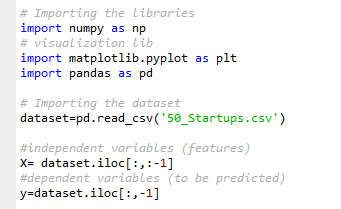 # Importing the libraries
import numpy as np
# visualization lib
import matplotlib.pyplot as plt
import pandas as pd
# Importing the dataset
dataset=pd.read_csv('50_Startups.csv')
#independent variables (features)
X= dataset.iloc[:,:-1]
#dependent variables (to be predicted)
y=dataset.iloc[:,-1]